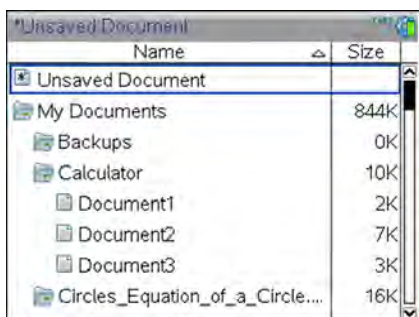 *Unsaved Document
Name Size
Unsaved Document
My Documents 844K
Backups 0K
Calculator 10K
Document1 2K
Document2 7K
Document3 3K
Circles_Equation_of_a_Circle.... 16K